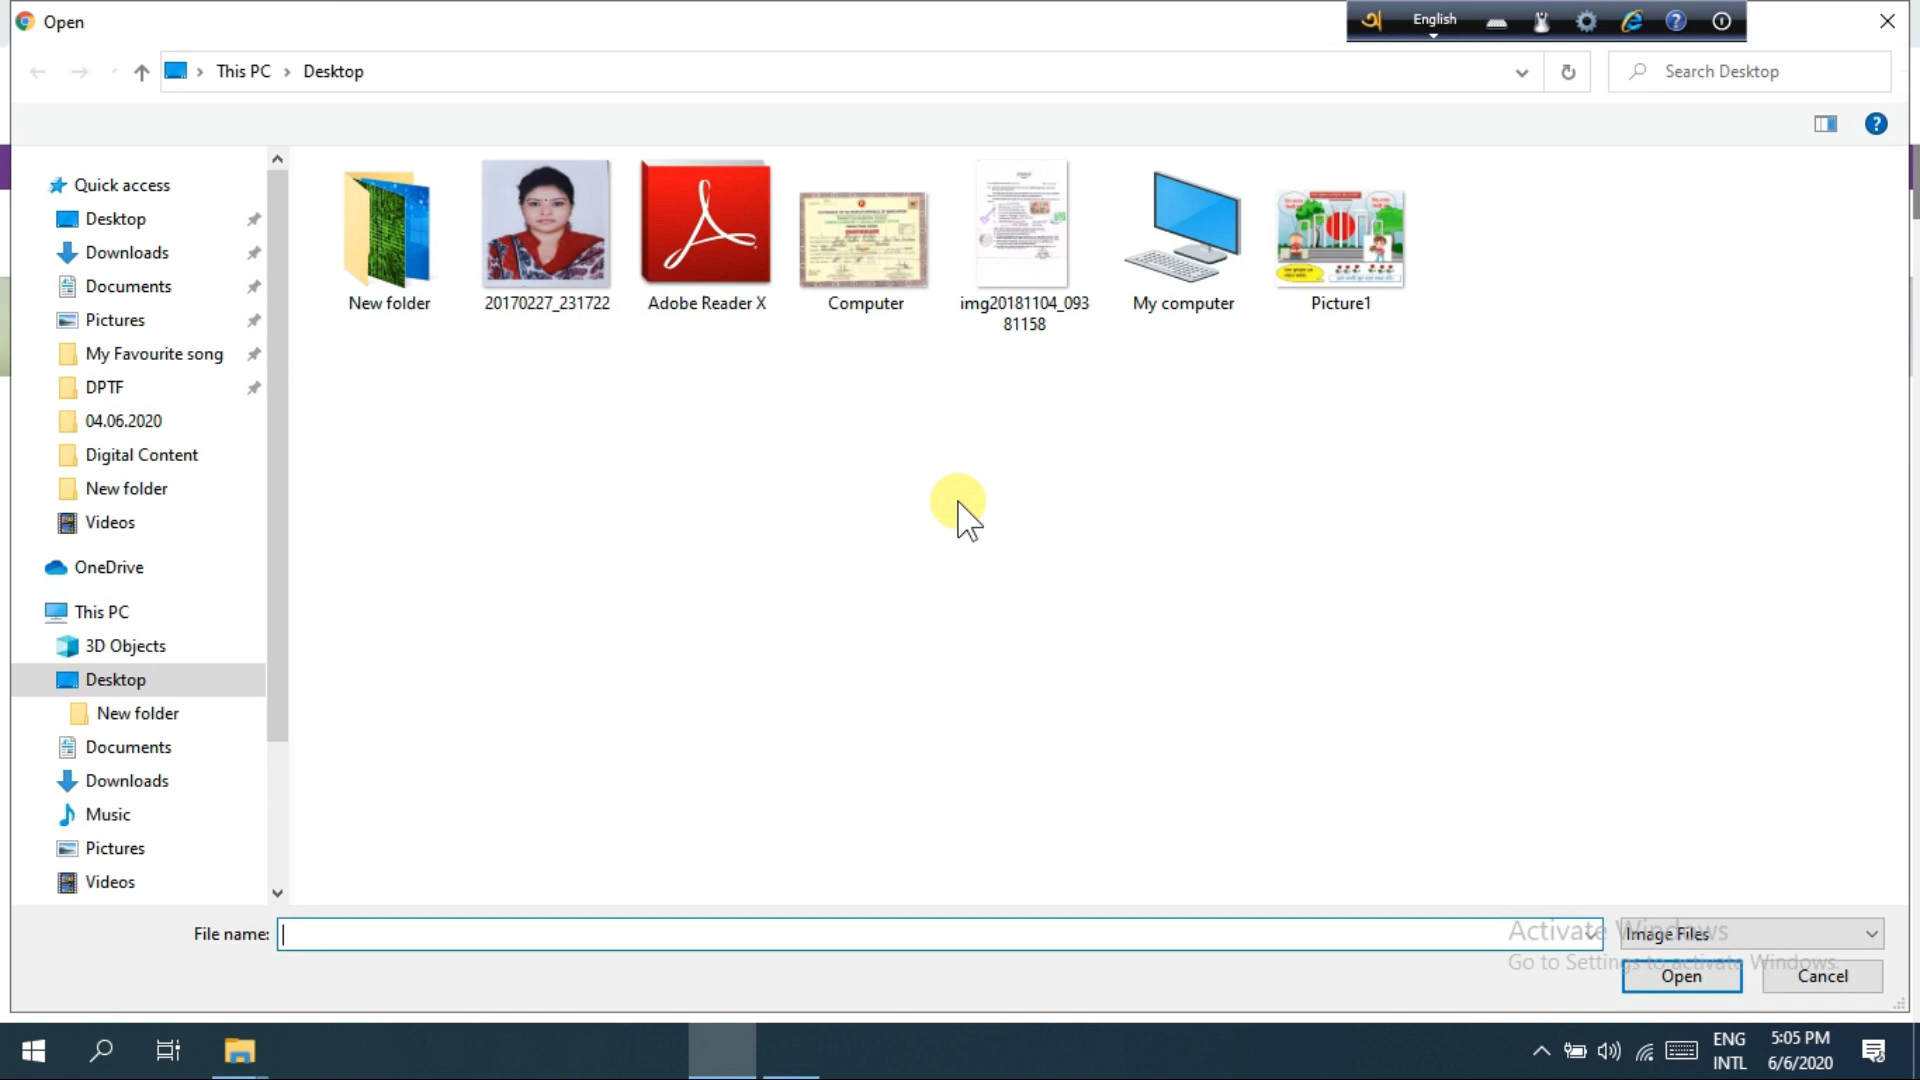 Open
English
This PC
Desktop
Search Desktop
Quick access
Desktop
Downloads
Documents
Pictures
My Favourite song
DPTF
04.06.2020
Digital Content
New folder
Videos
OneDrive
This PC
3D Objects
Desktop
New folder
Documents
Downloads
Music
Pictures
Videos
New folder
20170227_231722
Adobe Reader X
Computer
img20181104_093
81158
My computer
Picture1
File name:
Image Files
Activate Windows
Go to Settings to activate Windows.
Open
Cancel
ENG
INTL
5:05 PM
6/6/2020